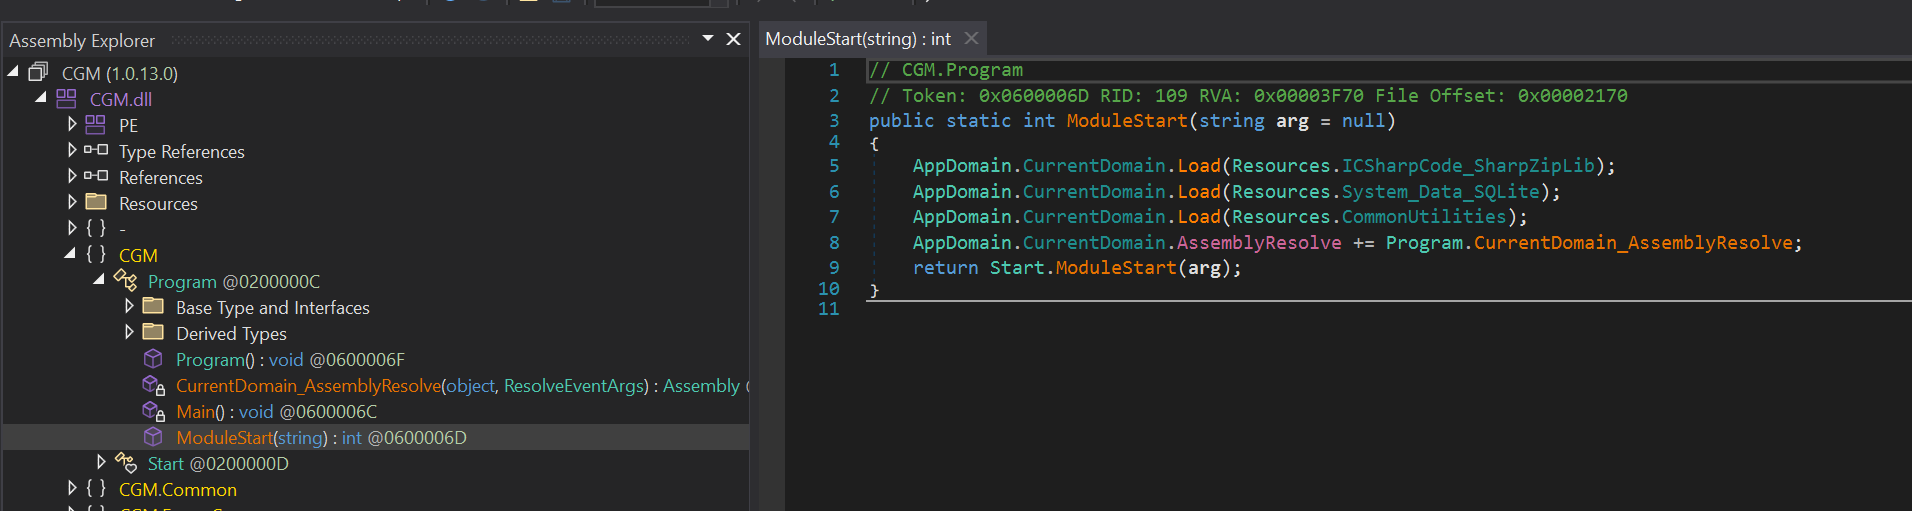 Assembly Explorer
CGM (1.0.13.0)
CGM.dll
PE
Type References
References
Resources
{ } -
{ } CGM
Program @0200000C
Base Type and Interfaces
Derived Types
Program() : void @0600006F
CurrentDomain_AssemblyResolve(object, ResolveEventArgs) : Assembly @
Main() : void @0600006C
ModuleStart(string) : int @0600006D
Start @0200000D
{ } CGM.Common
ModuleStart(string) : int
1 // CGM.Program
2 // Token: 0x0600006D RID: 109 RVA: 0x00003F70 File Offset: 0x00002170
3 public static int ModuleStart(string arg = null)
4 {
5 AppDomain.CurrentDomain.Load(Resources.ICSharpCode_SharpZipLib);
6 AppDomain.CurrentDomain.Load(Resources.System_Data_SQLite);
7 AppDomain.CurrentDomain.Load(Resources.CommonUtilities);
8 AppDomain.CurrentDomain.AssemblyResolve += Program.CurrentDomain_AssemblyResolve;
9 return Start.ModuleStart(arg);
10 }
11